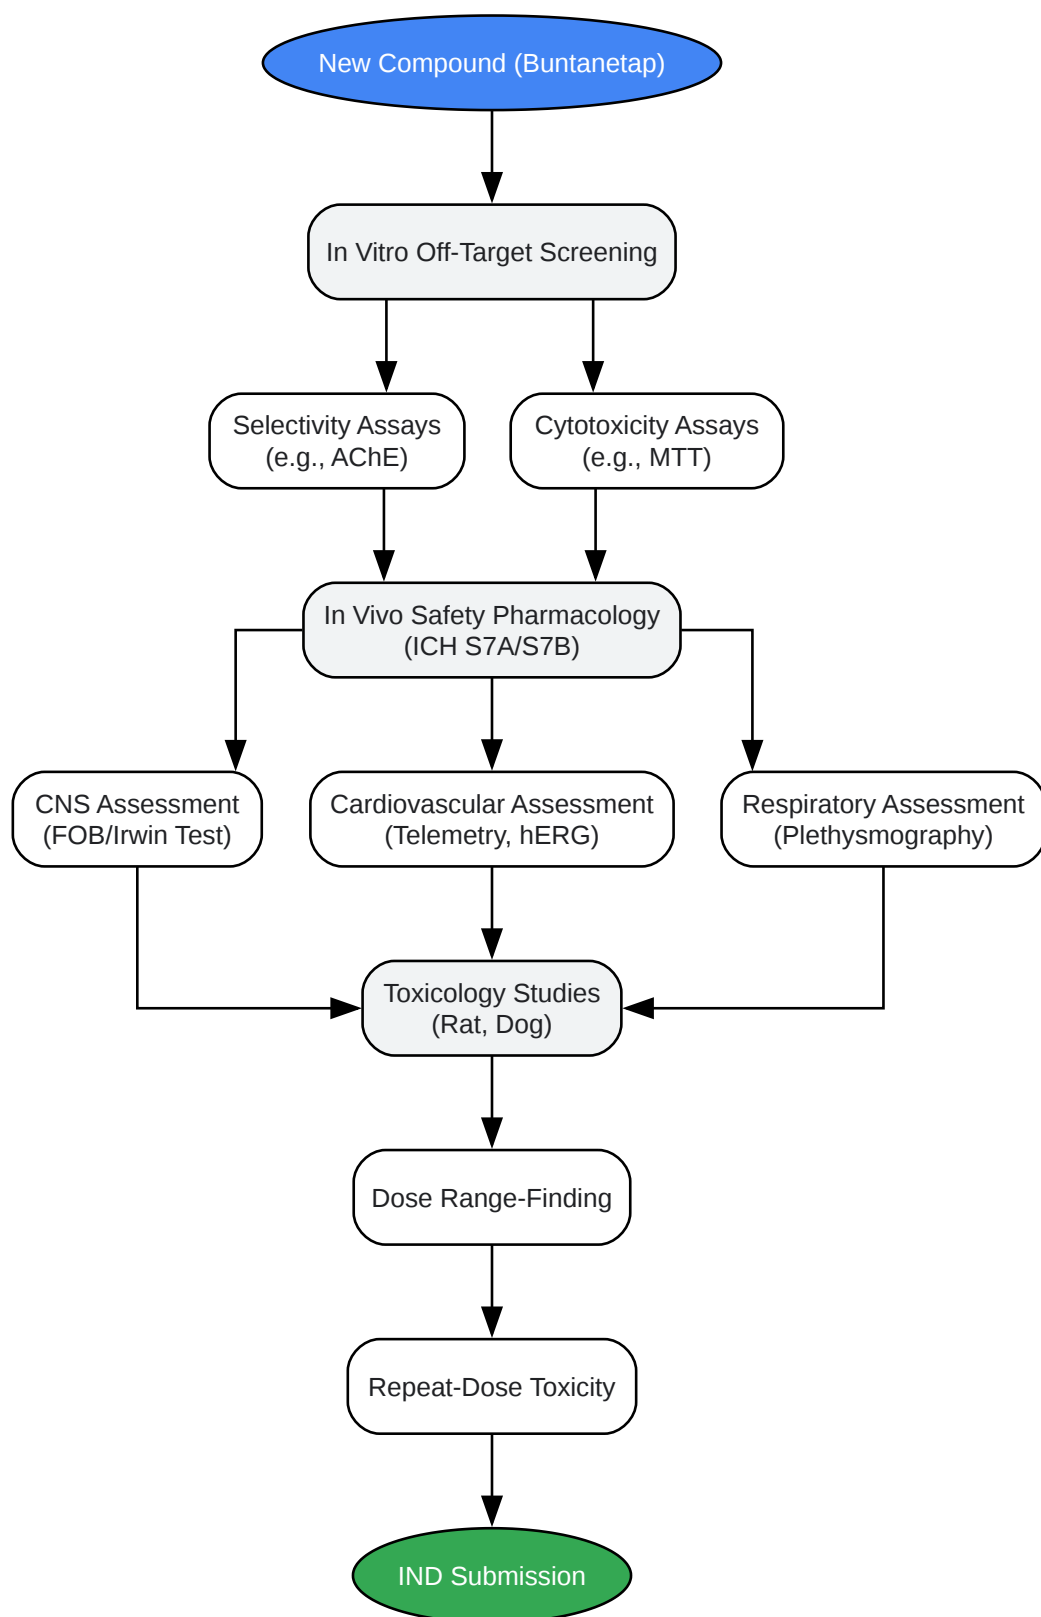 New Compound (Buntanetap)
In Vitro Off-Target Screening
Selectivity Assays
(e.g., AChE)
Cytotoxicity Assays
(e.g., MTT)
In Vivo Safety Pharmacology
(ICH S7A/S7B)
CNS Assessment
(FOB/Irwin Test)
Cardiovascular Assessment
(Telemetry, hERG)
Respiratory Assessment
(Plethysmography)
Toxicology Studies
(Rat, Dog)
Dose Range-Finding
Repeat-Dose Toxicity
IND Submission